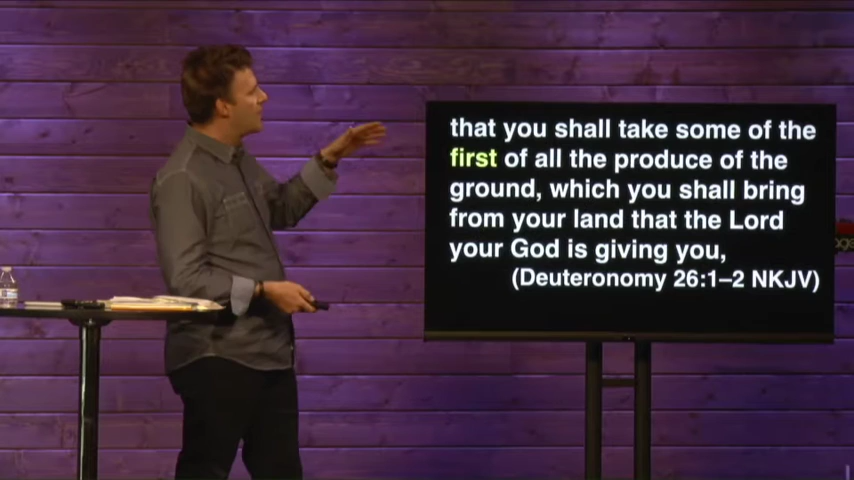 that you shall take some of the
first of all the produce of the
ground, which you shall bring
from your land that the Lord
your God is giving you,
(Deuteronomy 26:1–2 NKJV)